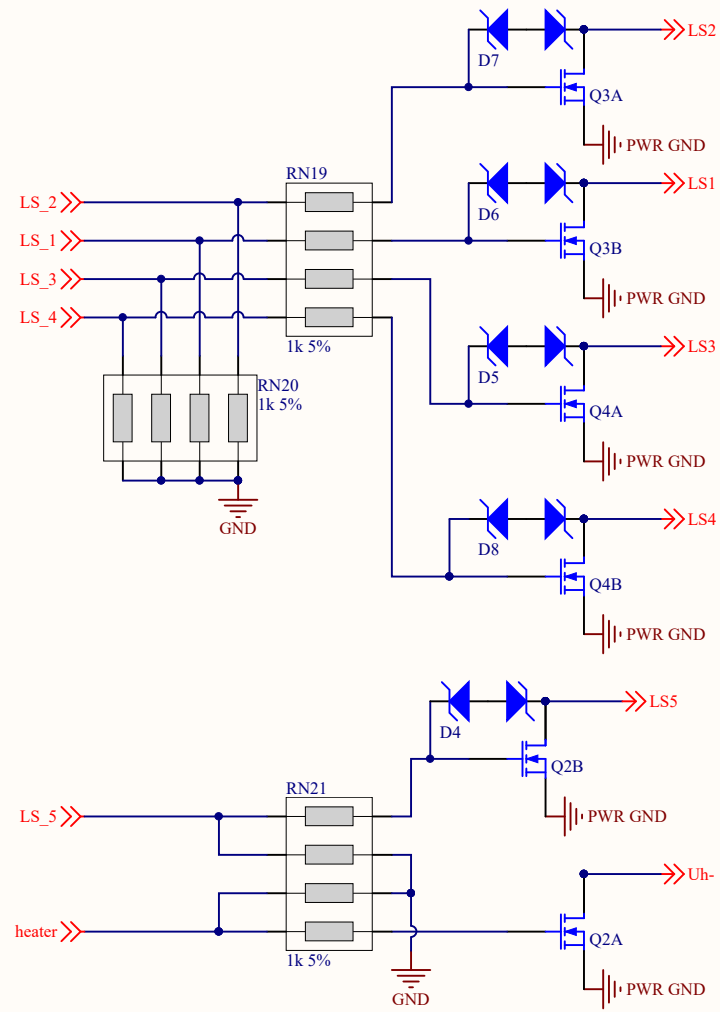 LS2
D7
Q3A
PWR GND
RN19
LS_2
LS1
D6
LS_1
Q3B
LS_3
PWR GND
LS_4
1k 5%
LS3
D5
RN20
1k 5%
Q4A
PWR GND
GND
LS4
D8
Q4B
PWR GND
LS5
D4
Q2B
RN21
LS_5
PWR GND
Uh-
heater
Q2A
1k 5%
PWR GND
GND